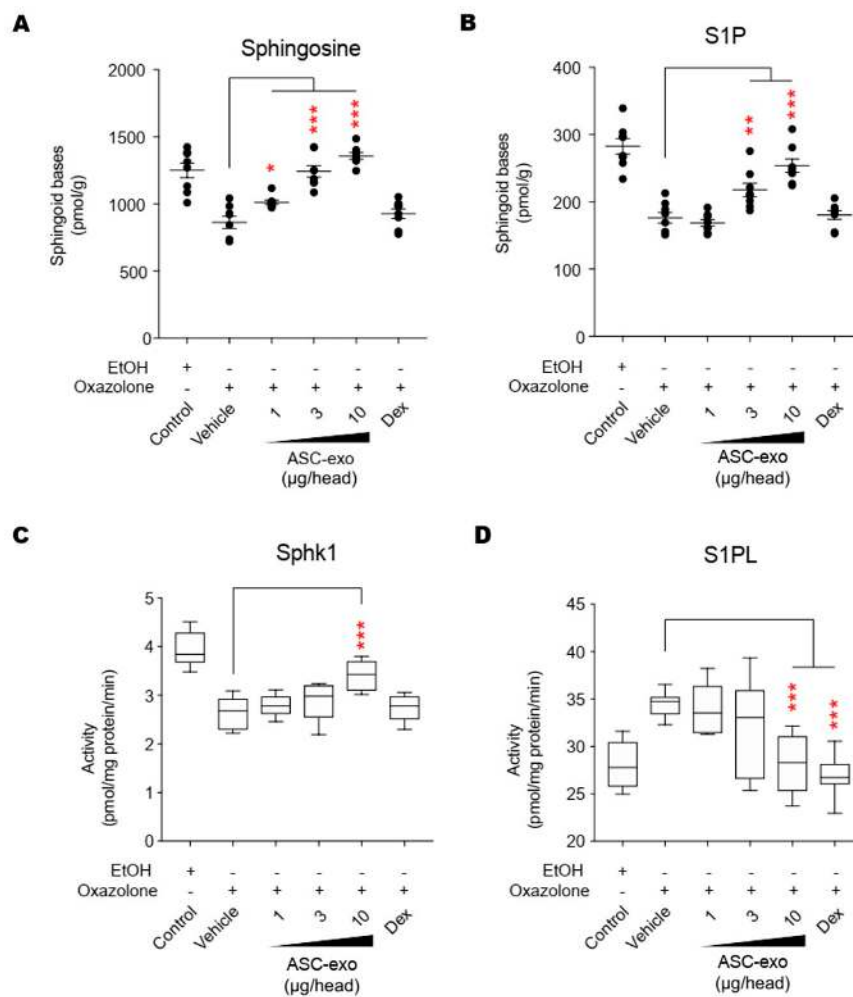 A
Sphingosine
2000
1500
1000
500
0
Sphingoid bases
(pmol/g)
*
***
***
EtOH + - - - - -
Oxazolone - + + + + +
Control Vehicle 1 3 10 Dex
ASC-exo
(µg/head)
B
S1P
400
300
200
100
0
Sphingoid bases
(pmol/g)
**
***
EtOH + - - - - -
Oxazolone - + + + + +
Control Vehicle 1 3 10 Dex
ASC-exo
(µg/head)
C
Sphk1
5
4
3
2
1
0
Activity
(pmol/mg protein/min)
***
EtOH + - - - - -
Oxazolone - + + + + +
Control Vehicle 1 3 10 Dex
ASC-exo
(µg/head)
D
S1PL
45
40
35
30
25
20
Activity
(pmol/mg protein/min)
***
***
EtOH + - - - - -
Oxazolone - + + + + +
Control Vehicle 1 3 10 Dex
ASC-exo
(µg/head)